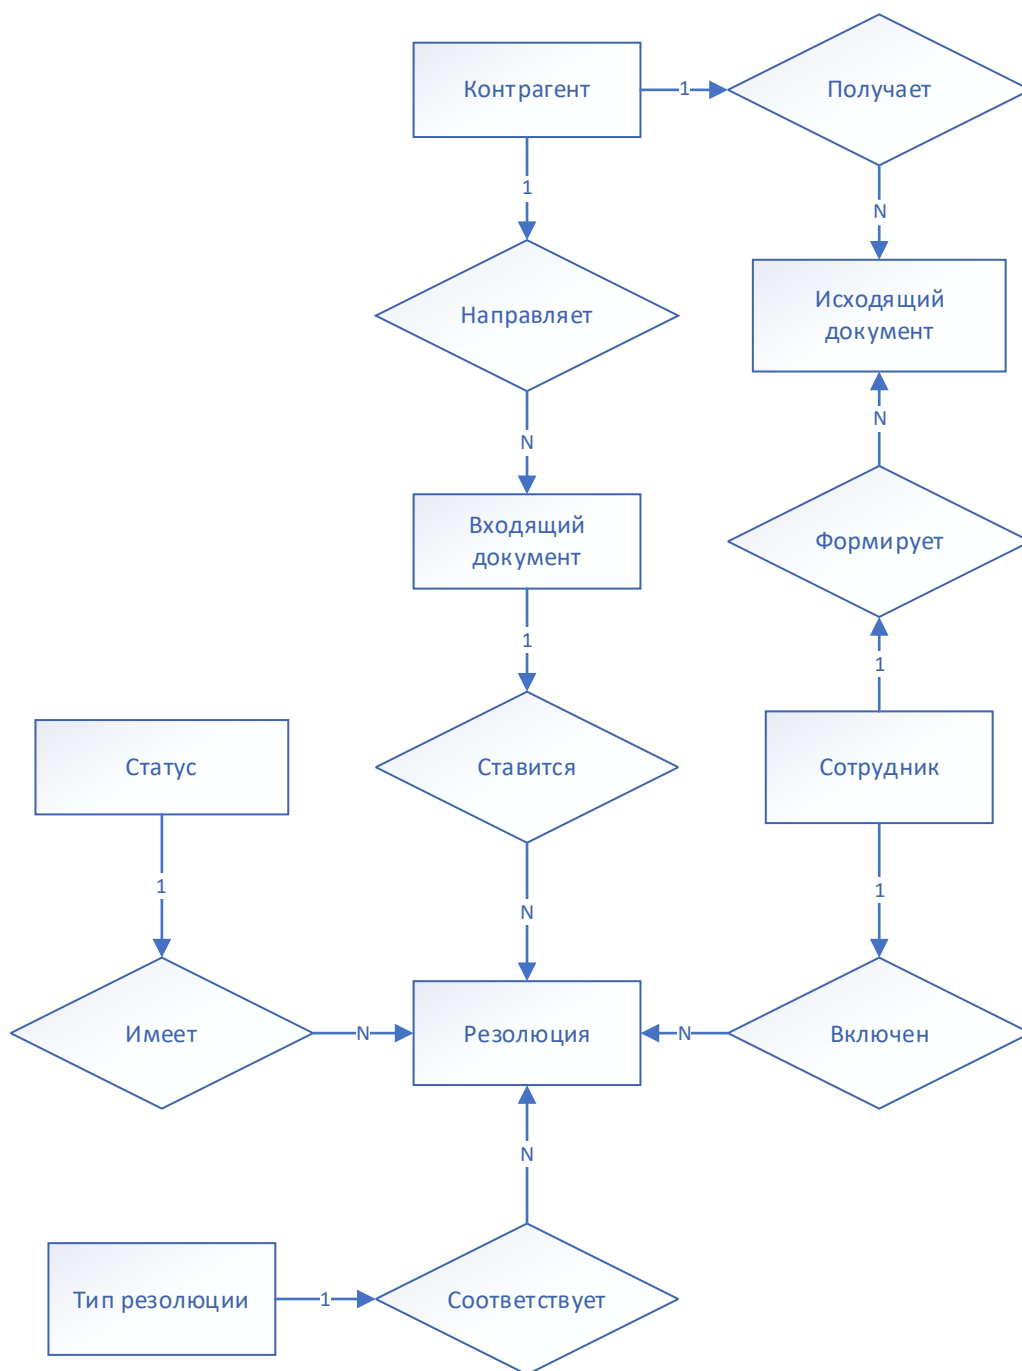 Контрагент
1
Получает
1
N
Направляет
Исходящий
документ
N
N
Входящий
документ
Формирует
1
1
Статус
Ставится
Сотрудник
1
1
N
Имеет
N
Резолюция
N
Включен
N
Тип резолюции
1
Соответствует